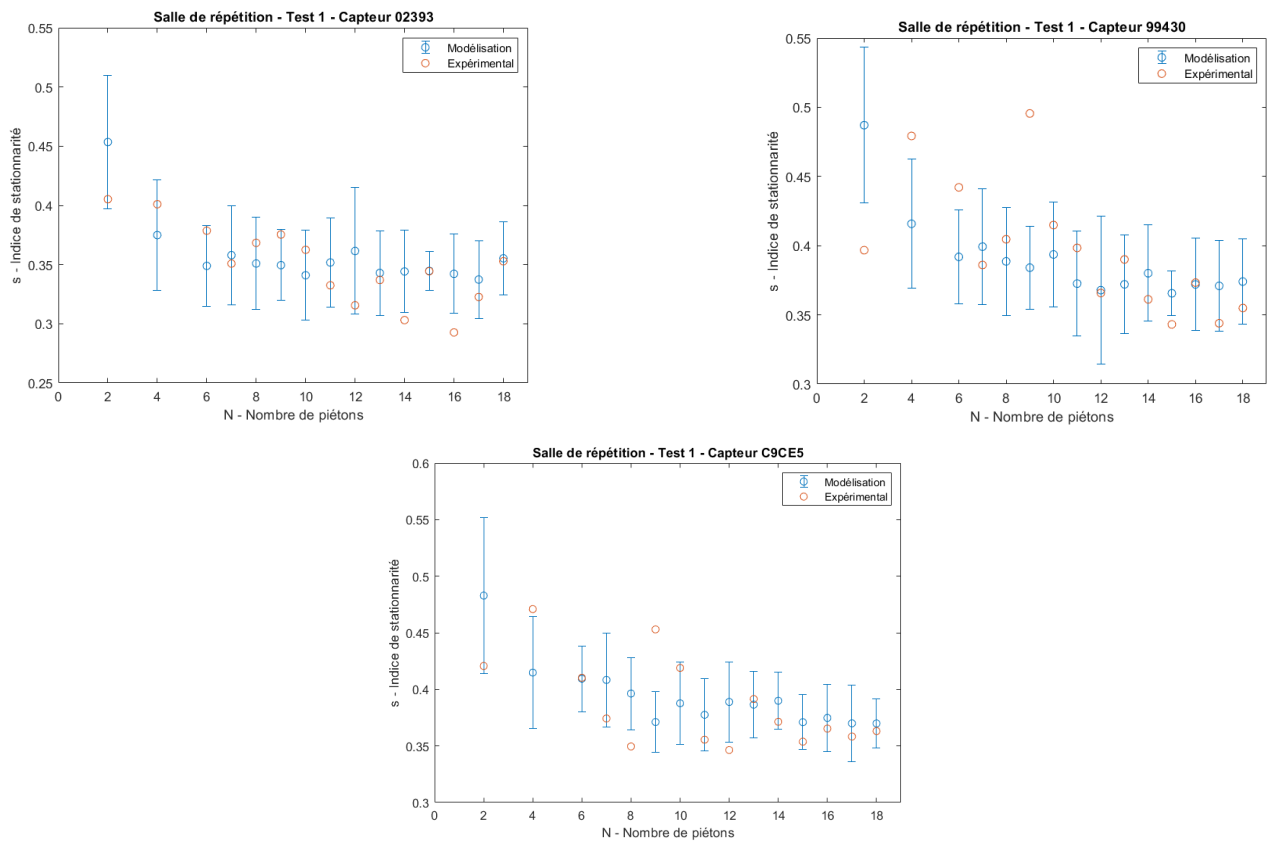 Salle de répétition - Test 1 - Capteur 02393
0.55
0.5
0.45
0.4
0.35
0.3
0.25
s - Indice de stationnarité
Modélisation
Expérimental
0 2 4 6 8 10 12 14 16 18
N - Nombre de piétons
Salle de répétition - Test 1 - Capteur 99430
0.55
0.5
0.45
0.4
0.35
0.3
s - Indice de stationnarité
Modélisation
Expérimental
0 2 4 6 8 10 12 14 16 18
N - Nombre de piétons
Salle de répétition - Test 1 - Capteur C9CE5
0.6
0.55
0.5
0.45
0.4
0.35
0.3
s - Indice de stationnarité
Modélisation
Expérimental
0 2 4 6 8 10 12 14 16 18
N - Nombre de piétons